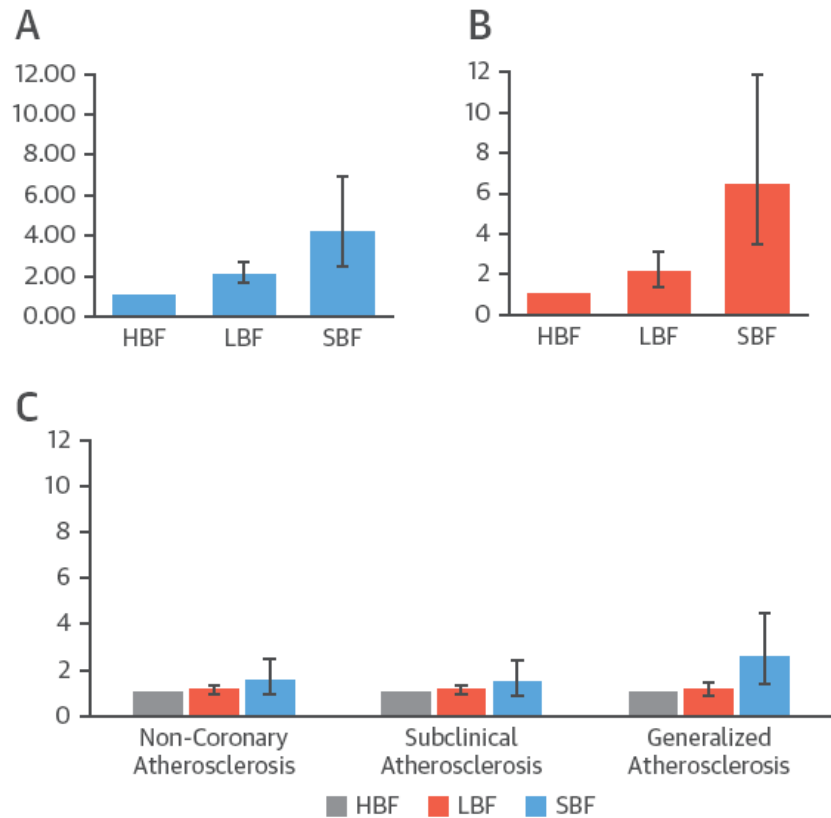 A
12.00
10.00
8.00
6.00
4.00
2.00
0.00
HBF LBF SBF
B
12
10
8
6
4
2
0
HBF LBF SBF
C
12
10
8
6
4
2
0
Non-Coronary
Atherosclerosis
Subclinical
Atherosclerosis
Generalized
Atherosclerosis
HBF LBF SBF